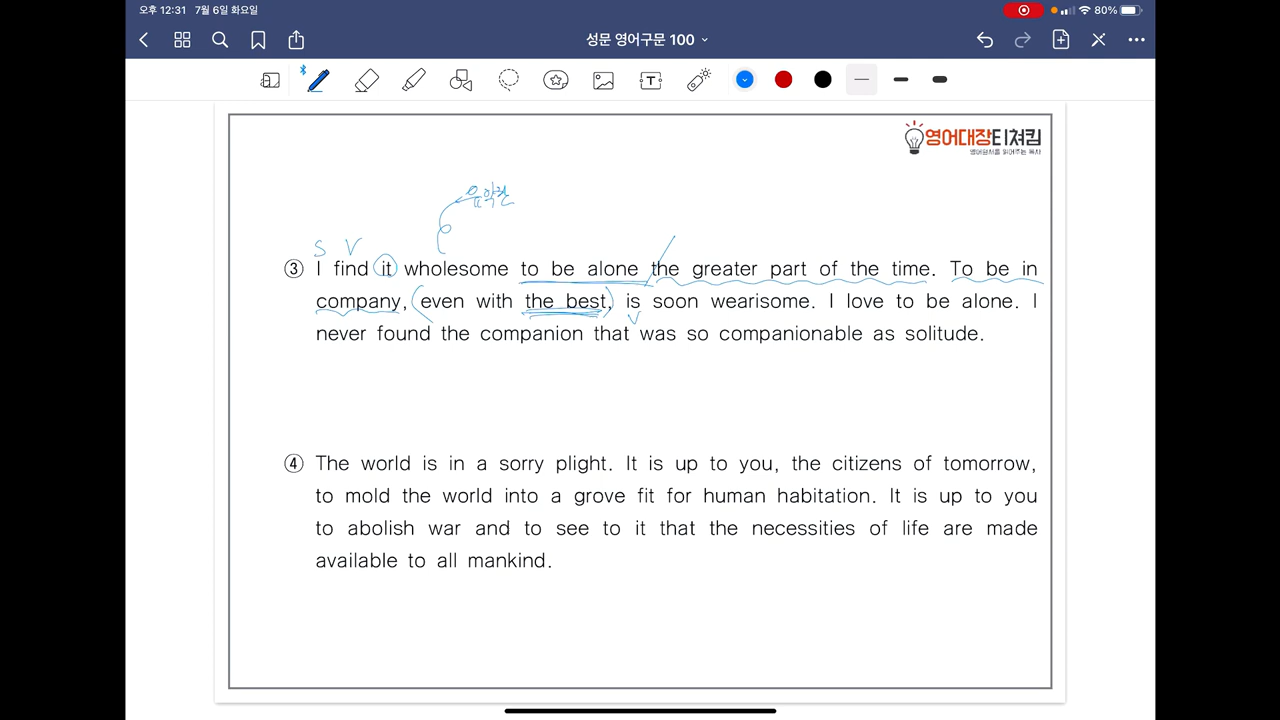 오후 12:31 7월 6일 화요일
80%
성문 영어구문 100
영어대장티쳐킴
S V
③ I find it wholesome to be alone the greater part of the time. To be in
company, even with the best, is soon wearisome. I love to be alone. I
V
never found the companion that was so companionable as solitude.
④ The world is in a sorry plight. It is up to you, the citizens of tomorrow,
to mold the world into a grove fit for human habitation. It is up to you
to abolish war and to see to it that the necessities of life are made
available to all mankind.